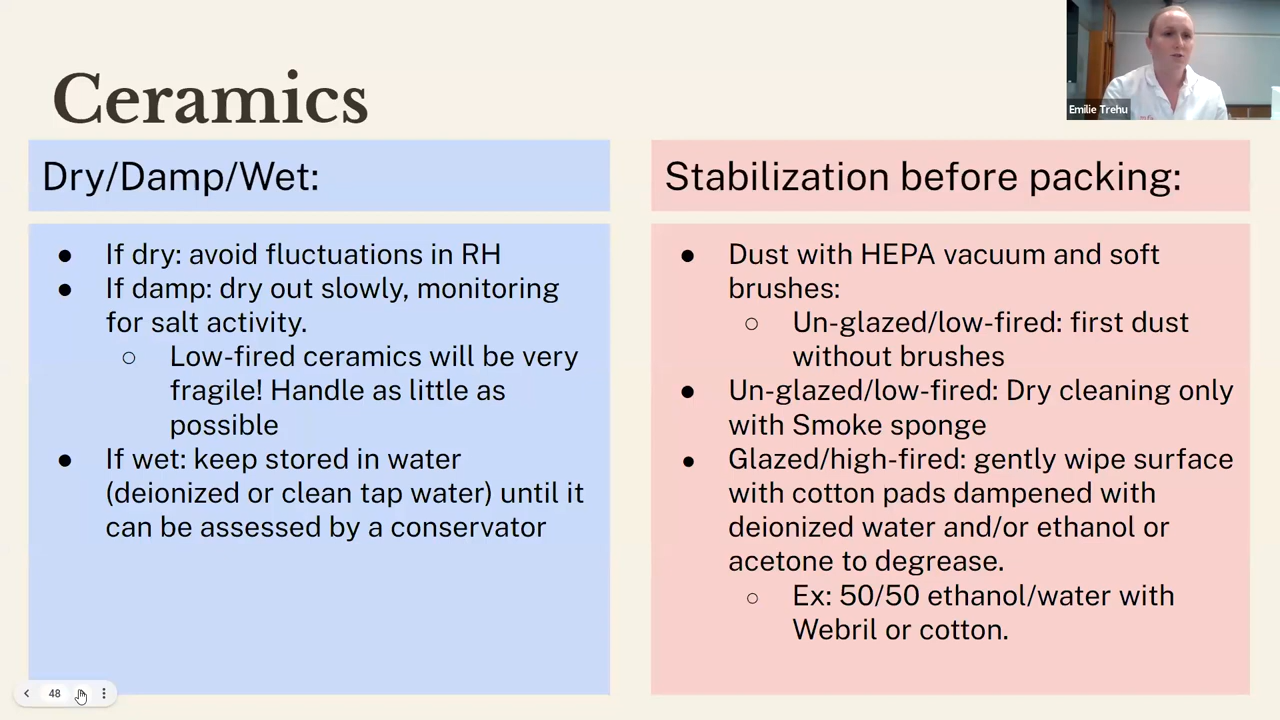 Ceramics
Emilie Trehu
Dry/Damp/Wet:
● If dry: avoid fluctuations in RH
● If damp: dry out slowly, monitoring
for salt activity.
○ Low-fired ceramics will be very
fragile! Handle as little as
possible
● If wet: keep stored in water
(deionized or clean tap water) until it
can be assessed by a conservator
Stabilization before packing:
● Dust with HEPA vacuum and soft
brushes:
○ Un-glazed/low-fired: first dust
without brushes
● Un-glazed/low-fired: Dry cleaning only
with Smoke sponge
● Glazed/high-fired: gently wipe surface
with cotton pads dampened with
deionized water and/or ethanol or
acetone to degrease.
○ Ex: 50/50 ethanol/water with
Webril or cotton.
48